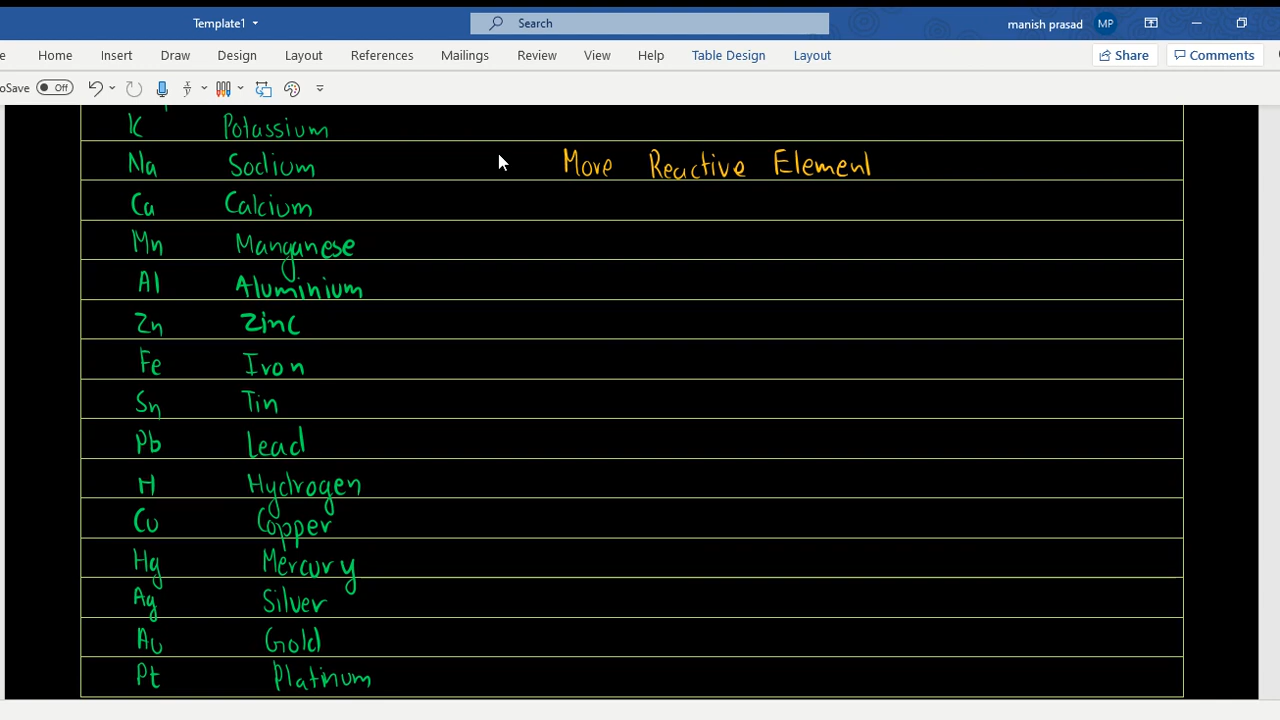 Template1
Search
manish prasad MP
Home Insert Draw Design Layout References Mailings Review View Help Table Design Layout Share Comments
Off
K Potassium
Na Sodium More Reactive Element
Ca Calcium
Mn Manganese
Al Aluminium
Zn Zinc
Fe Iron
Sn Tin
Pb Lead
H Hydrogen
Cu Copper
Hg Mercury
Ag Silver
Au Gold
Pt Platinum